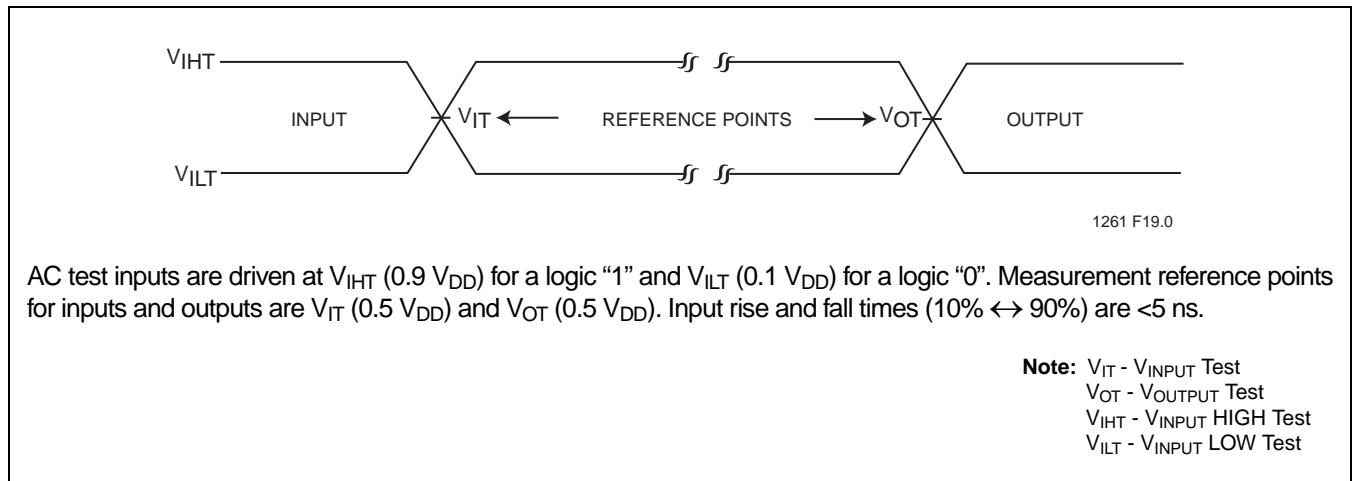 VIHT
INPUT VIT REFERENCE POINTS VOT OUTPUT
VILT
1261 F19.0
AC test inputs are driven at VIHT (0.9 VDD) for a logic “1” and VILT (0.1 VDD) for a logic “0”. Measurement reference points
for inputs and outputs are VIT (0.5 VDD) and VOT (0.5 VDD). Input rise and fall times (10% ↔ 90%) are <5 ns.
Note: VIT - VINPUT Test
VOT - VOUTPUT Test
VIHT - VINPUT HIGH Test
VILT - VINPUT LOW Test